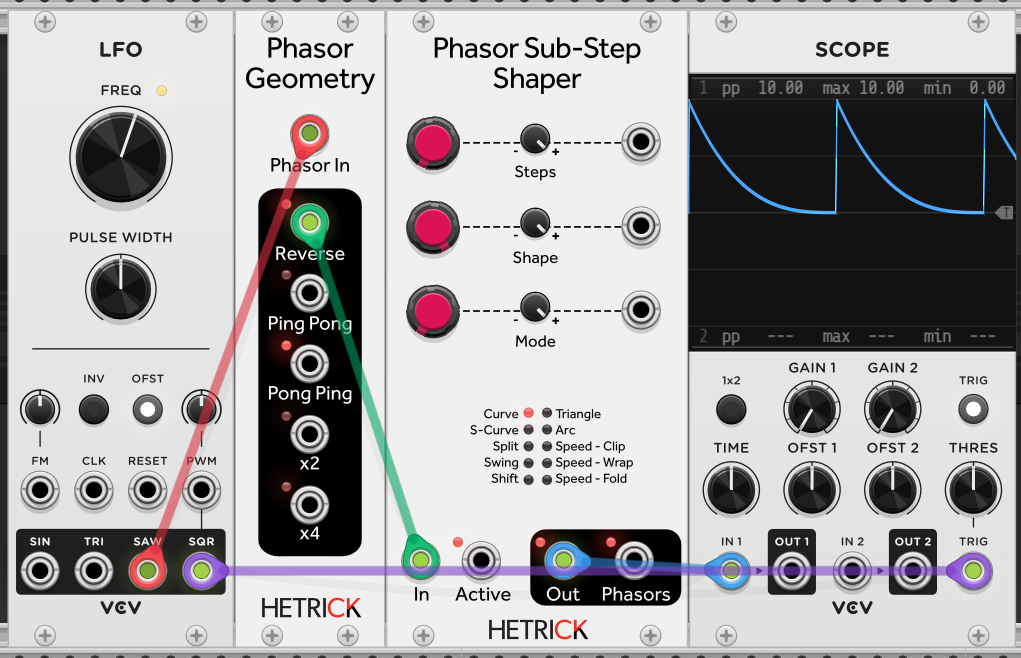 LFO
FREQ
PULSE WIDTH
INV OFST
FM CLK RESET PWM
SIN TRI SAW SQR
VCV
Phasor
Geometry
Phasor In
Reverse
Ping Pong
Pong Ping
x2
x4
HETRICK
Phasor Sub-Step
Shaper
- +
Steps
- +
Shape
- +
Mode
Curve Triangle
S-Curve Arc
Split Speed - Clip
Swing Speed - Wrap
Shift Speed - Fold
In Active Out Phasors
HETRICK
SCOPE
1 pp 10.00 max 10.00 min 0.00
T
2 pp --- max --- min ---
1x2 GAIN 1 GAIN 2 TRIG
TIME OFST 1 OFST 2 THRES
IN 1 OUT 1 IN 2 OUT 2 TRIG
VCV